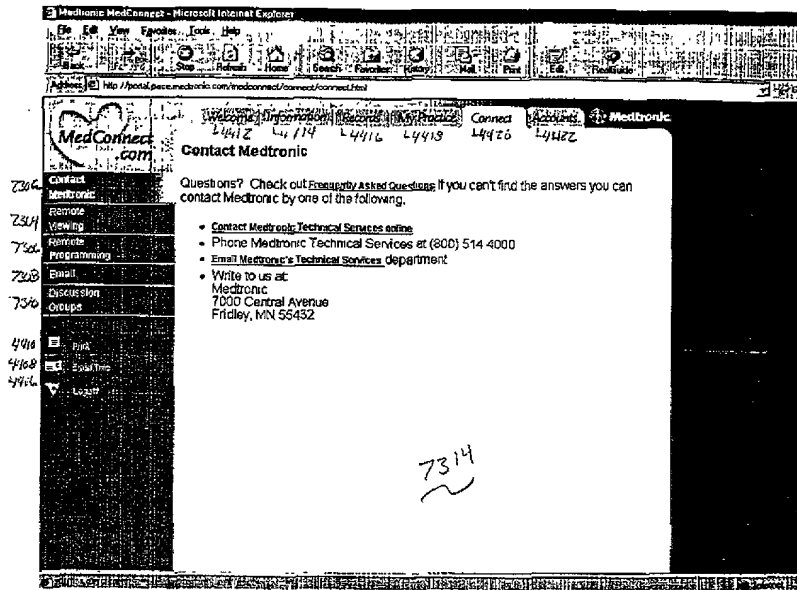 Medtronic MedConnect - Microsoft Internet Explorer
File Edit View Favorites Tools Help
Back Stop Refresh Home Search Favorites History Mail Print Edit RealGuide
Address http://portal.pace.medtronic.com/medconnect/connect/connect.html
MedConnect
.com
Welcome Information Records My Practice Connect Accounts Medtronic
4412 4414 4416 4418 4420 4422
Contact Medtronic
Questions? Check out Frequently Asked Questions If you can't find the answers you can
contact Medtronic by one of the following.
• Contact Medtronic Technical Services online
• Phone Medtronic Technical Services at (800) 514 4000
• Email Medtronic's Technical Services department
• Write to us at:
Medtronic
7000 Central Avenue
Fridley, MN 55432
Contact
Medtronic
7304 Remote
Viewing
Remote
Programming
7308 Email
7310 Discussion
Groups
4410 Print
4408
Logoff
7314